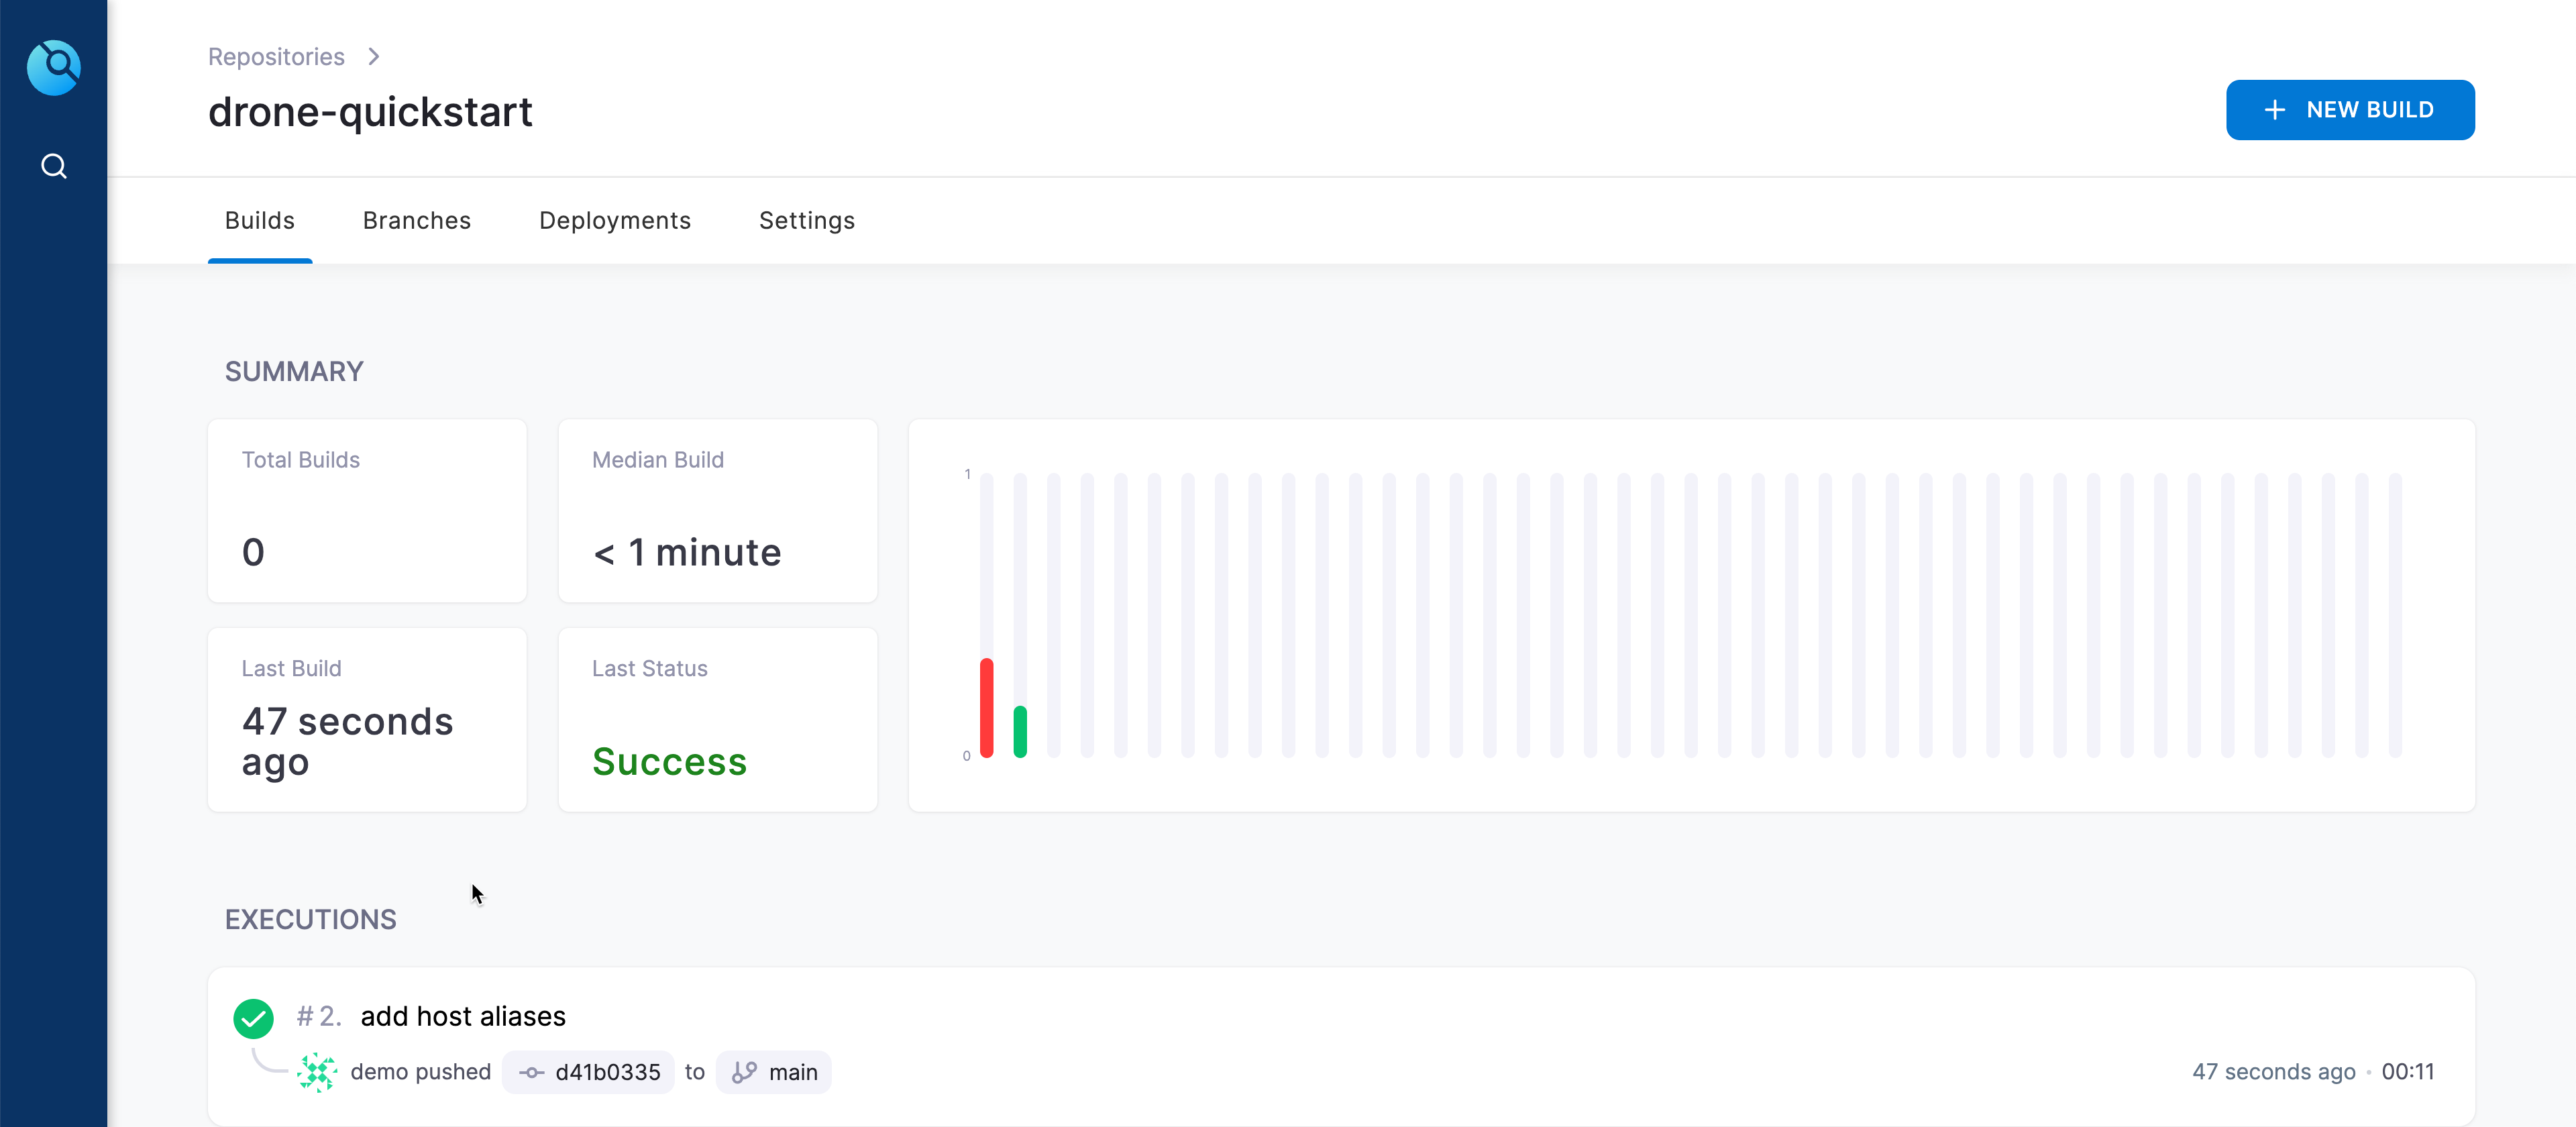 Repositories
drone-quickstart
+ NEW BUILD
Builds Branches Deployments Settings
SUMMARY
Total Builds
0
Median Build
< 1 minute
Last Build
47 seconds
ago
Last Status
Success
1
0
EXECUTIONS
# 2. add host aliases
demo pushed d41b0335 to main
47 seconds ago • 00:11